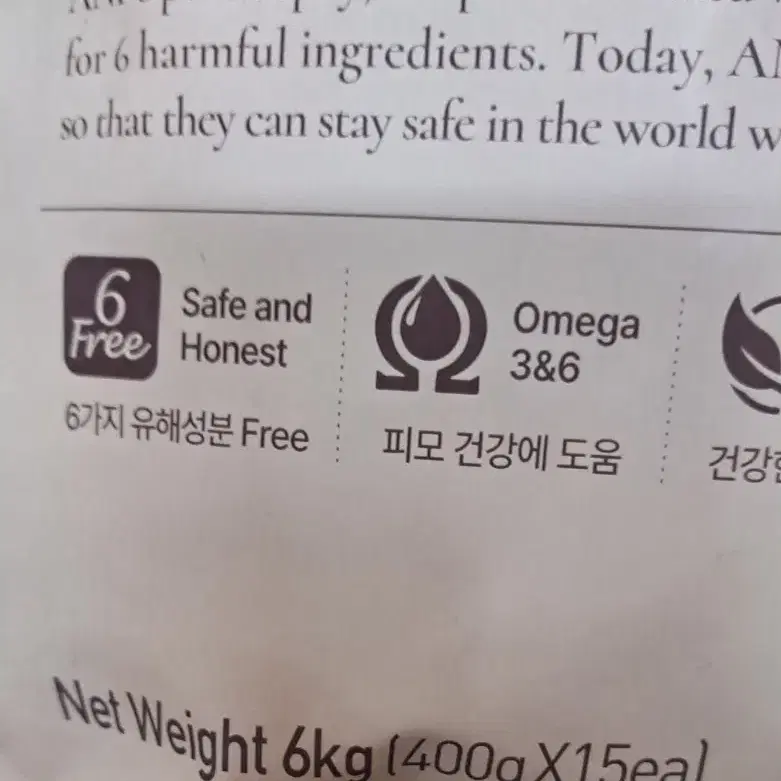 for 6 harmful ingredients. Today,
so that they can stay safe in the world
6
Free
Safe and
Honest
6가지 유해성분 Free
Omega
3&6
피모 건강에 도움
Net Weight 6kg (400g X15ea)